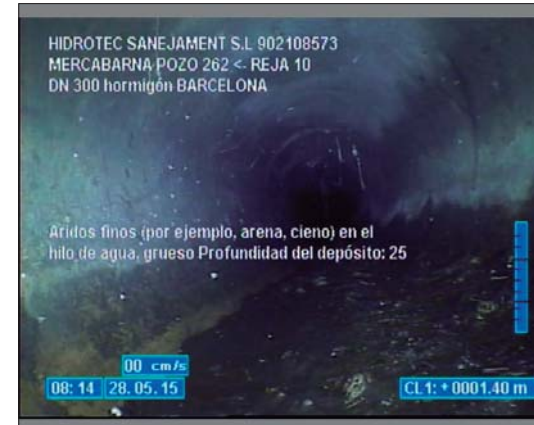 HIDROTEC SANEJAMENT S.L 902108573
MERCABARNA POZO 262 <- REJA 10
DN 300 hormigón BARCELONA
Aridos finos (por ejemplo, arena, cieno) en el
hilo de agua, grueso Profundidad del depósito: 25
00 cm/s
08: 14 28. 05. 15 CL1: + 0001.40 m